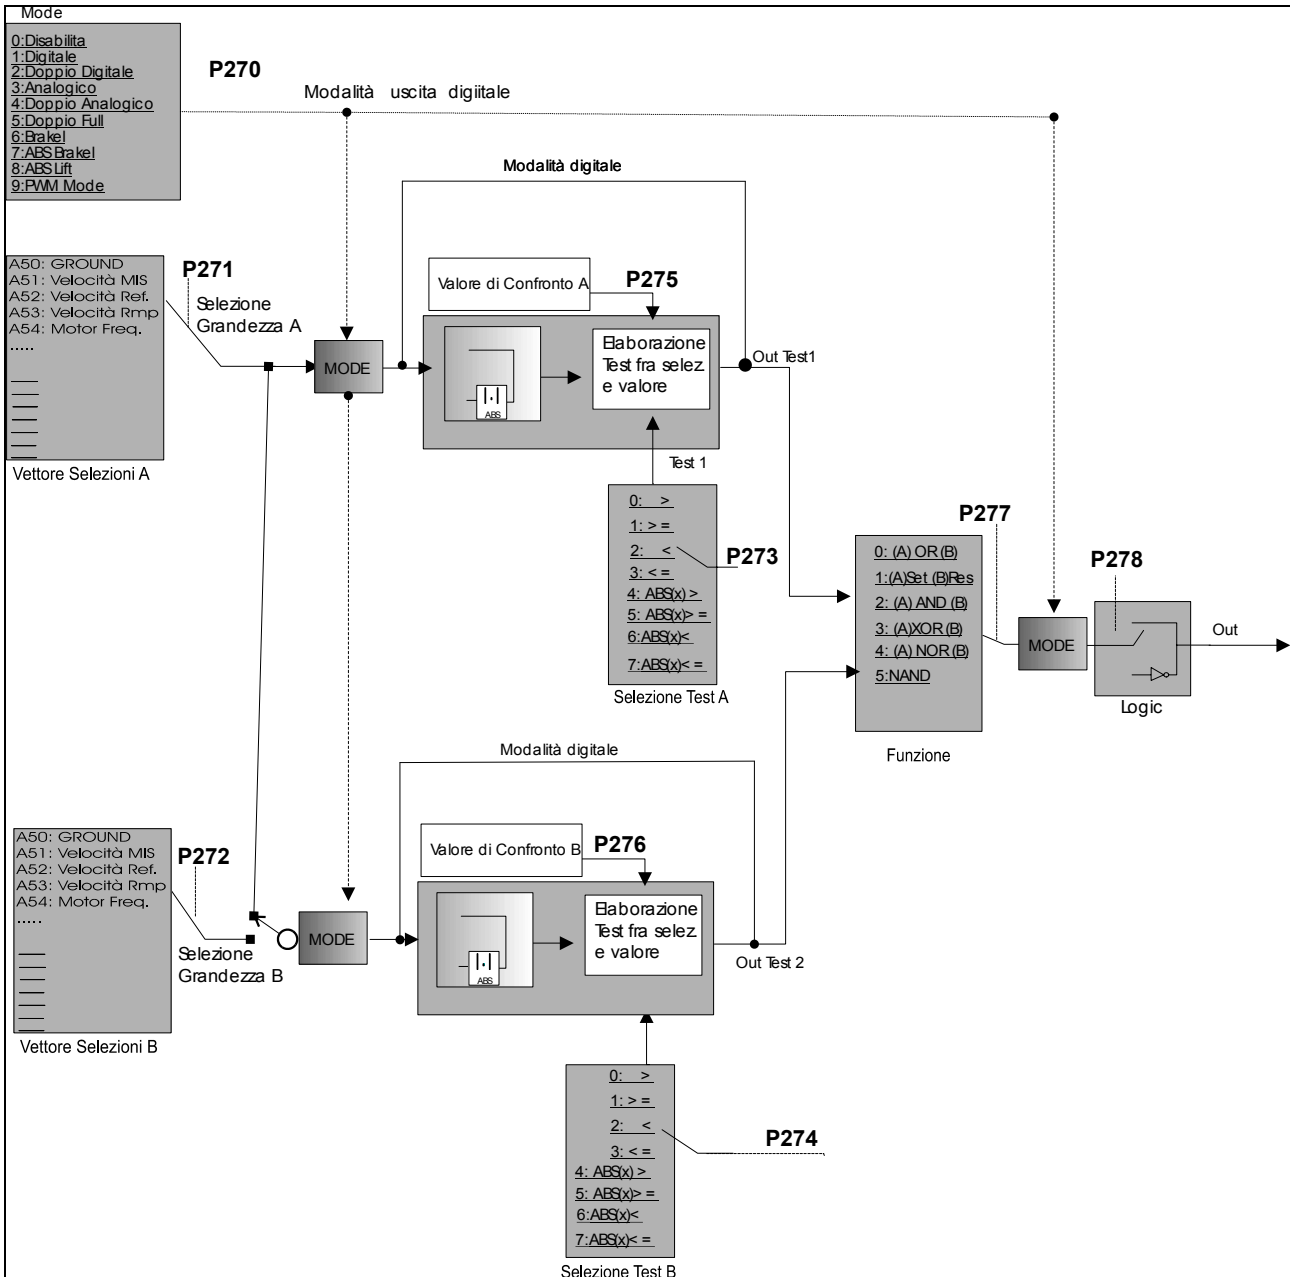 Mode
0:Disabilita
1:Digitale
2:Doppio Digitale
3:Analogico
4:Doppio Analogico
5:Doppio Full
6:Brakel
7:ABS Brakel
8:ABS Lift
9:PWM Mode
P270
Modalità uscita digiitale
Modalità digitale
A50: GROUND
A51: Velocità MIS
A52: Velocità Ref.
A53: Velocità Rmp
A54: Motor Freq.
.....
Vettore Selezioni A
P271
Selezione
Grandezza A
MODE
Valore di Confronto A
P275
ABS
Elaborazione
Test fra selez.
e valore
Out Test1
Test 1
0: >
1: > =
2: <
3: < =
4: ABS(x) >
5: ABS(x)> =
6:ABS(x)<
7:ABS(x)< =
Selezione Test A
P273
0: (A) OR (B)
1:(A)Set (B)Res
2: (A) AND (B)
3: (A)XOR (B)
4: (A) NOR (B)
5:NAND
Funzione
P277
MODE
P278
Logic
Out
Modalità digitale
A50: GROUND
A51: Velocità MIS
A52: Velocità Ref.
A53: Velocità Rmp
A54: Motor Freq.
.....
Vettore Selezioni B
P272
Selezione
Grandezza B
MODE
Valore di Confronto B
P276
ABS
Elaborazione
Test fra selez.
e valore
Out Test 2
0: >
1: > =
2: <
3: < =
4: ABS(x) >
5: ABS(x)> =
6:ABS(x)<
7:ABS(x)< =
Selezione Test B
P274